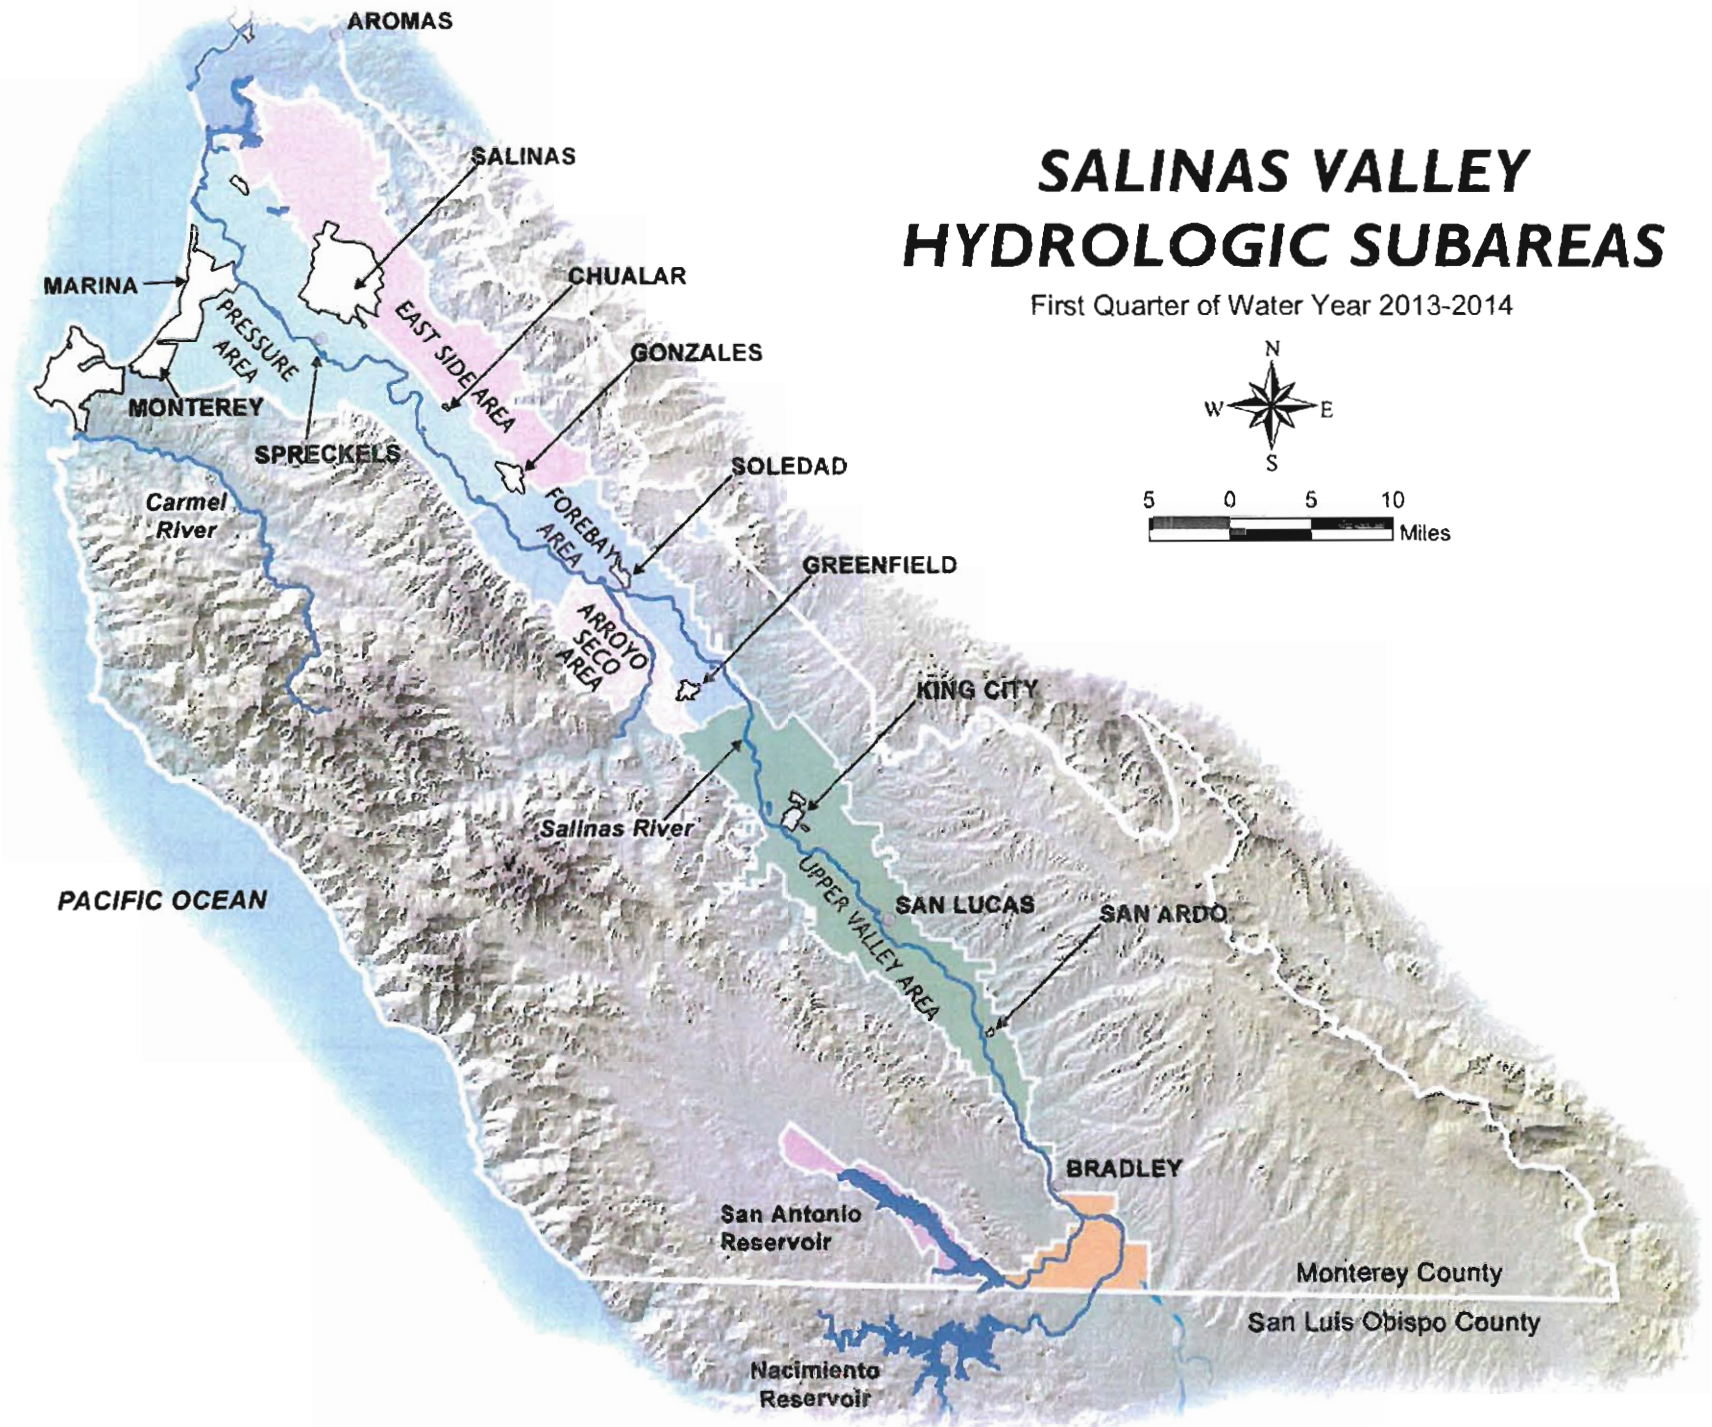 AROMAS
SALINAS
SALINAS VALLEY
HYDROLOGIC SUBAREAS
First Quarter of Water Year 2013-2014
N
W
E
S
5 0 5 10
Miles
CHUALAR
MARINA
PRESSURE
AREA
EAST SIDE AREA
GONZALES
MONTEREY
SPRECKELS
SOLEDAD
Carmel
River
FOREBAY
AREA
GREENFIELD
ARROYO
SECO
AREA
KING CITY
Salinas River
PACIFIC OCEAN
UPPER VALLEY AREA
SAN LUCAS
SAN ARDO
BRADLEY
San Antonio
Reservoir
Monterey County
San Luis Obispo County
Nacimiento
Reservoir